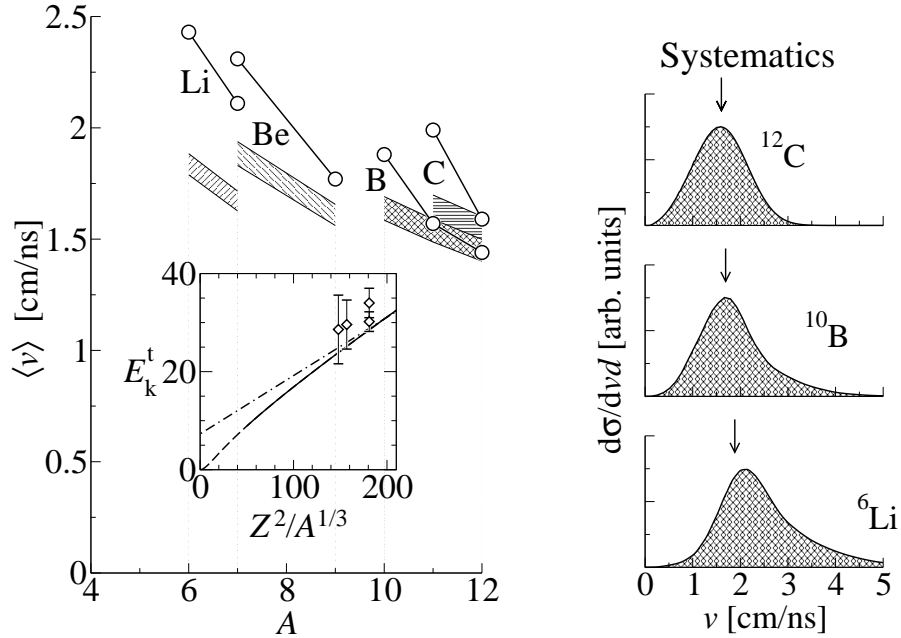 2.5
2
1.5
1
0.5
0
⟨v⟩ [cm/ns]
Li
Be
B
C
4
6
8
10
12
A
40
20
0
E_k^t
0
100
200
Z^2/A^{1/3}
Systematics
^{12}C
^{10}B
^6Li
dσ/dvd [arb. units]
0
1
2
3
4
5
v [cm/ns]